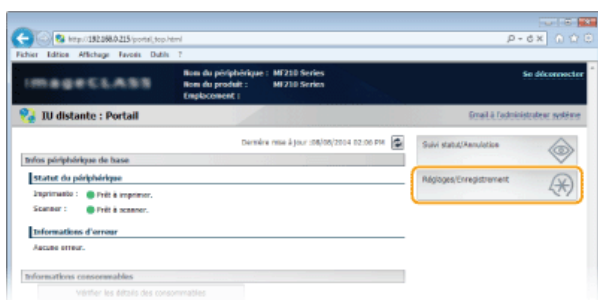 http://192.168.0.215/portal_top.html
Fichier Edition Affichage Favoris Outils ?
imageCLASS
Nom du périphérique : MF210 Series
Nom du produit : MF210 Series
Emplacement :
Se déconnecter
IU distante : Portail
Email à l'administrateur système
Dernière mise à jour :08/08/2014 02:06 PM
Suivi statut/Annulation
Infos périphérique de base
Réglages/Enregistrement
Statut du périphérique
Imprimante : Prêt à imprimer.
Scanner : Prêt à scanner.
Informations d'erreur
Aucune erreur.
Informations consommables
Vérifier les détails des consommables